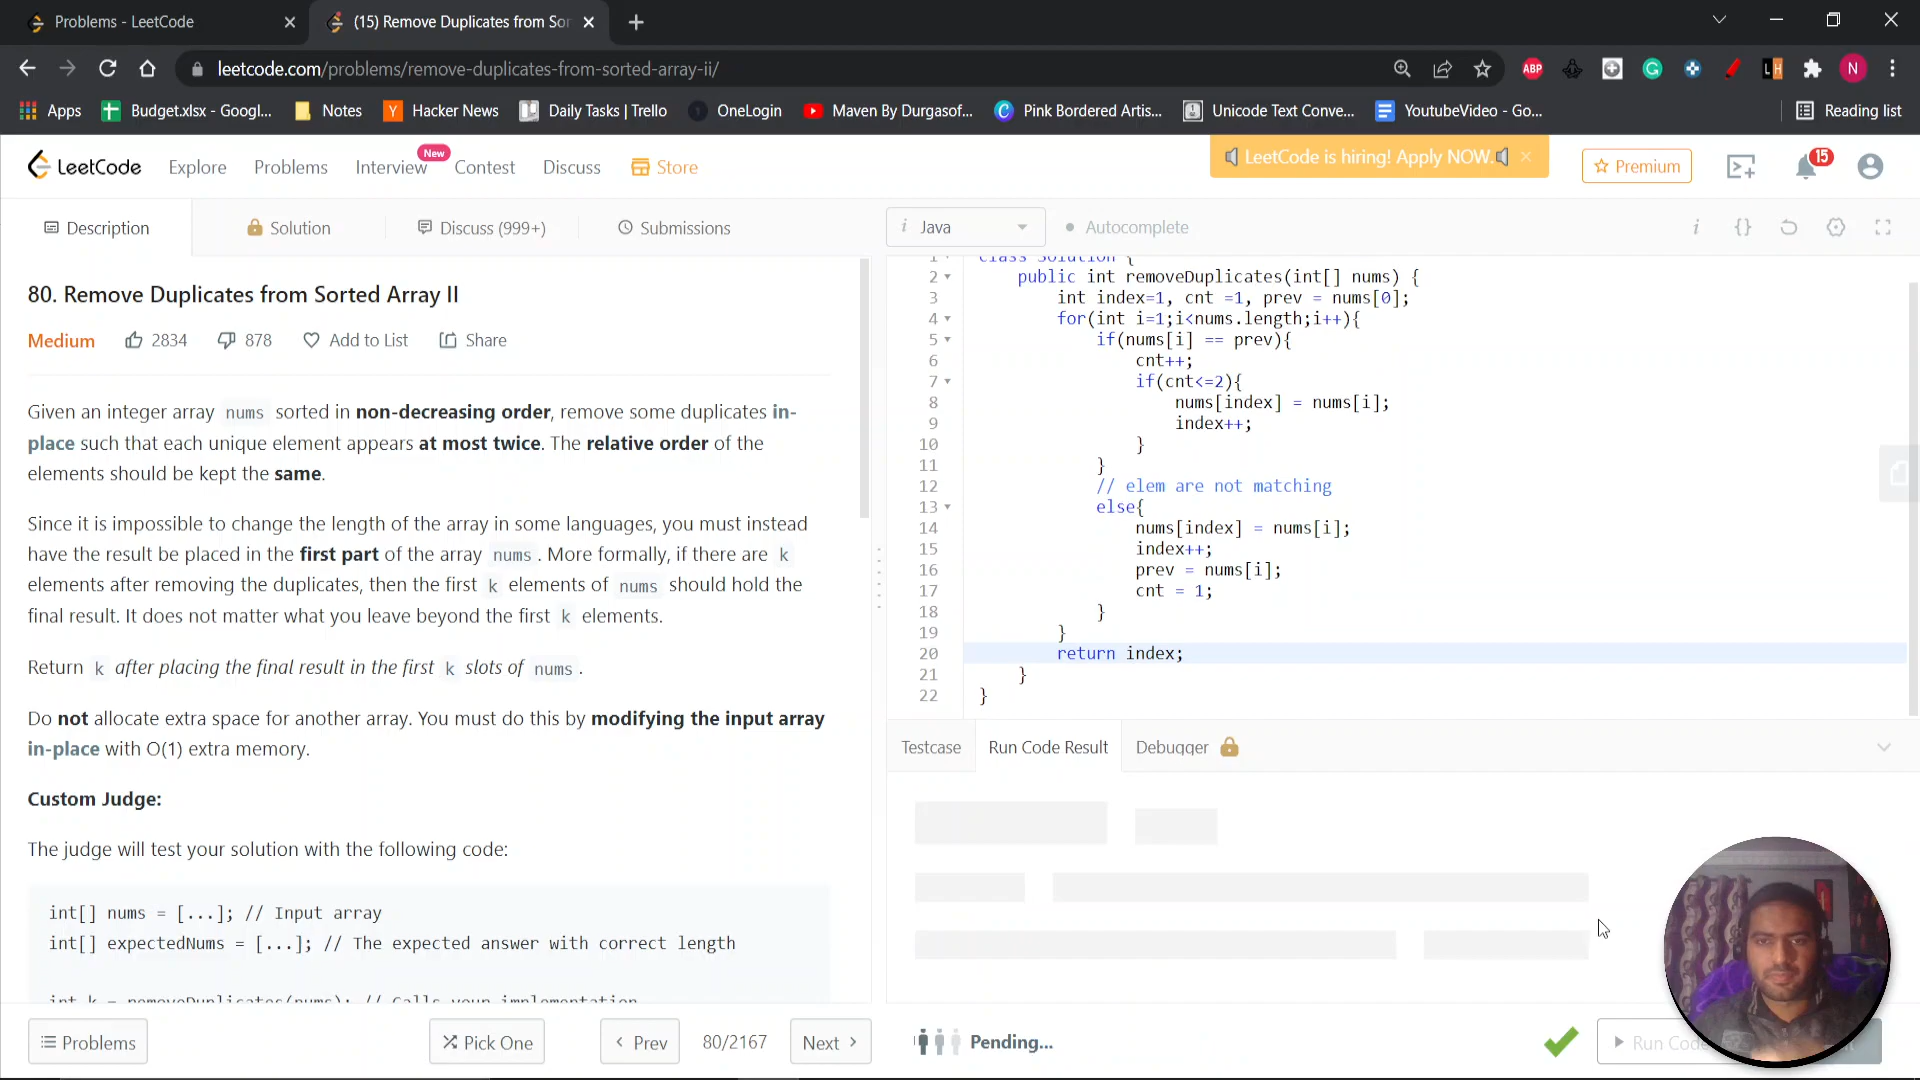 Problems - LeetCode
(15) Remove Duplicates from Sor
leetcode.com/problems/remove-duplicates-from-sorted-array-ii/
ABP
N
Apps
Budget.xlsx - Googl...
Notes
Hacker News
Daily Tasks | Trello
OneLogin
Maven By Durgasof...
Pink Bordered Artis...
Unicode Text Conve...
YoutubeVideo - Go...
Reading list
LeetCode
Explore
Problems
Interview
New
Contest
Discuss
Store
LeetCode is hiring! Apply NOW.
Premium
15
Description
Solution
Discuss (999+)
Submissions
80. Remove Duplicates from Sorted Array II
Medium
2834
878
Add to List
Share
Given an integer array nums sorted in non-decreasing order, remove some duplicates in-
place such that each unique element appears at most twice. The relative order of the
elements should be kept the same.
Since it is impossible to change the length of the array in some languages, you must instead
have the result be placed in the first part of the array nums. More formally, if there are k
elements after removing the duplicates, then the first k elements of nums should hold the
final result. It does not matter what you leave beyond the first k elements.
Return k after placing the final result in the first k slots of nums.
Do not allocate extra space for another array. You must do this by modifying the input array
in-place with O(1) extra memory.
Custom Judge:
The judge will test your solution with the following code:
int[] nums = [...]; // Input array
int[] expectedNums = [...]; // The expected answer with correct length
int k = removeDuplicates(nums); // Calls your implementation
Problems
Pick One
Prev
80/2167
Next
i Java
Autocomplete
i
{}
1 class Solution {
2 public int removeDuplicates(int[] nums) {
3 int index=1, cnt =1, prev = nums[0];
4 for(int i=1;i<nums.length;i++){
5 if(nums[i] == prev){
6 cnt++;
7 if(cnt<=2){
8 nums[index] = nums[i];
9 index++;
10 }
11 }
12 // elem are not matching
13 else{
14 nums[index] = nums[i];
15 index++;
16 prev = nums[i];
17 cnt = 1;
18 }
19 }
20 return index;
21 }
22 }
Testcase
Run Code Result
Debugger
Pending...
Run Code